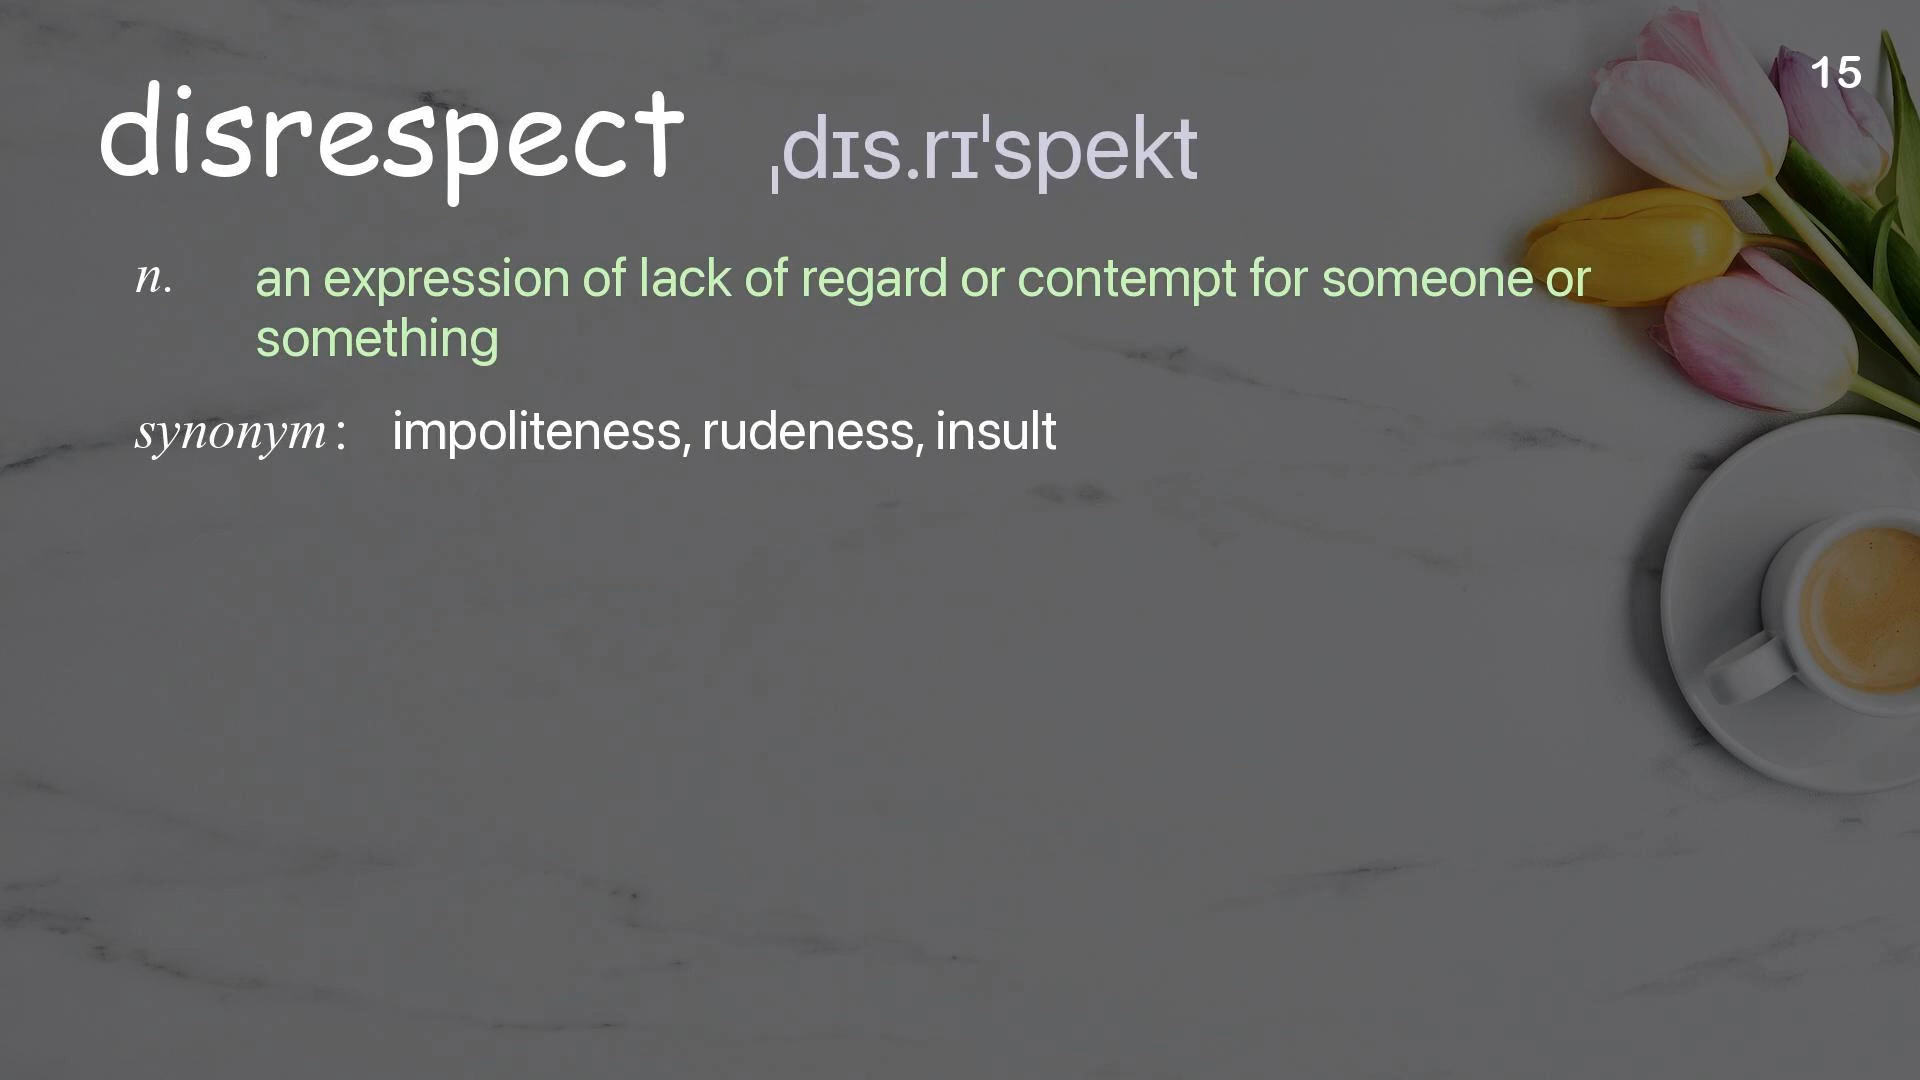 15
disrespect ˌdɪs.rɪˈspekt
n. an expression of lack of regard or contempt for someone or
something
synonym : impoliteness, rudeness, insult